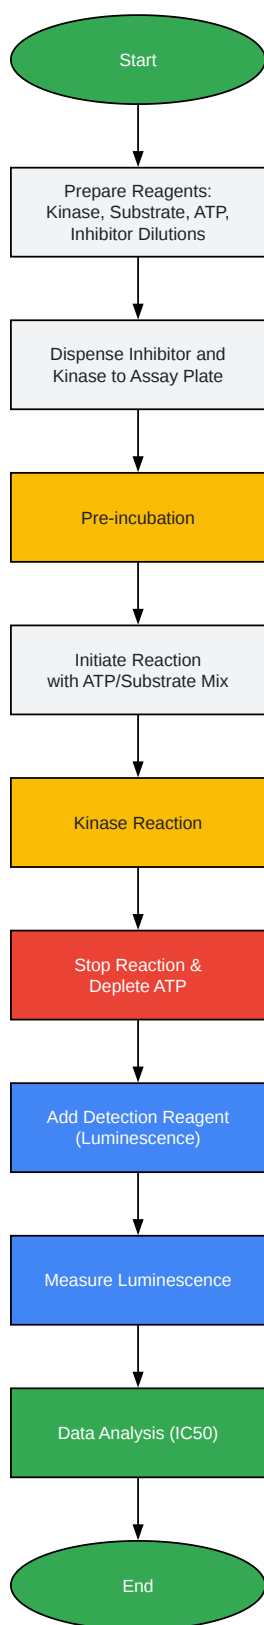 Start
Prepare Reagents:
Kinase, Substrate, ATP,
Inhibitor Dilutions
Dispense Inhibitor and
Kinase to Assay Plate
Pre-incubation
Initiate Reaction
with ATP/Substrate Mix
Kinase Reaction
Stop Reaction &
Deplete ATP
Add Detection Reagent
(Luminescence)
Measure Luminescence
Data Analysis (IC50)
End